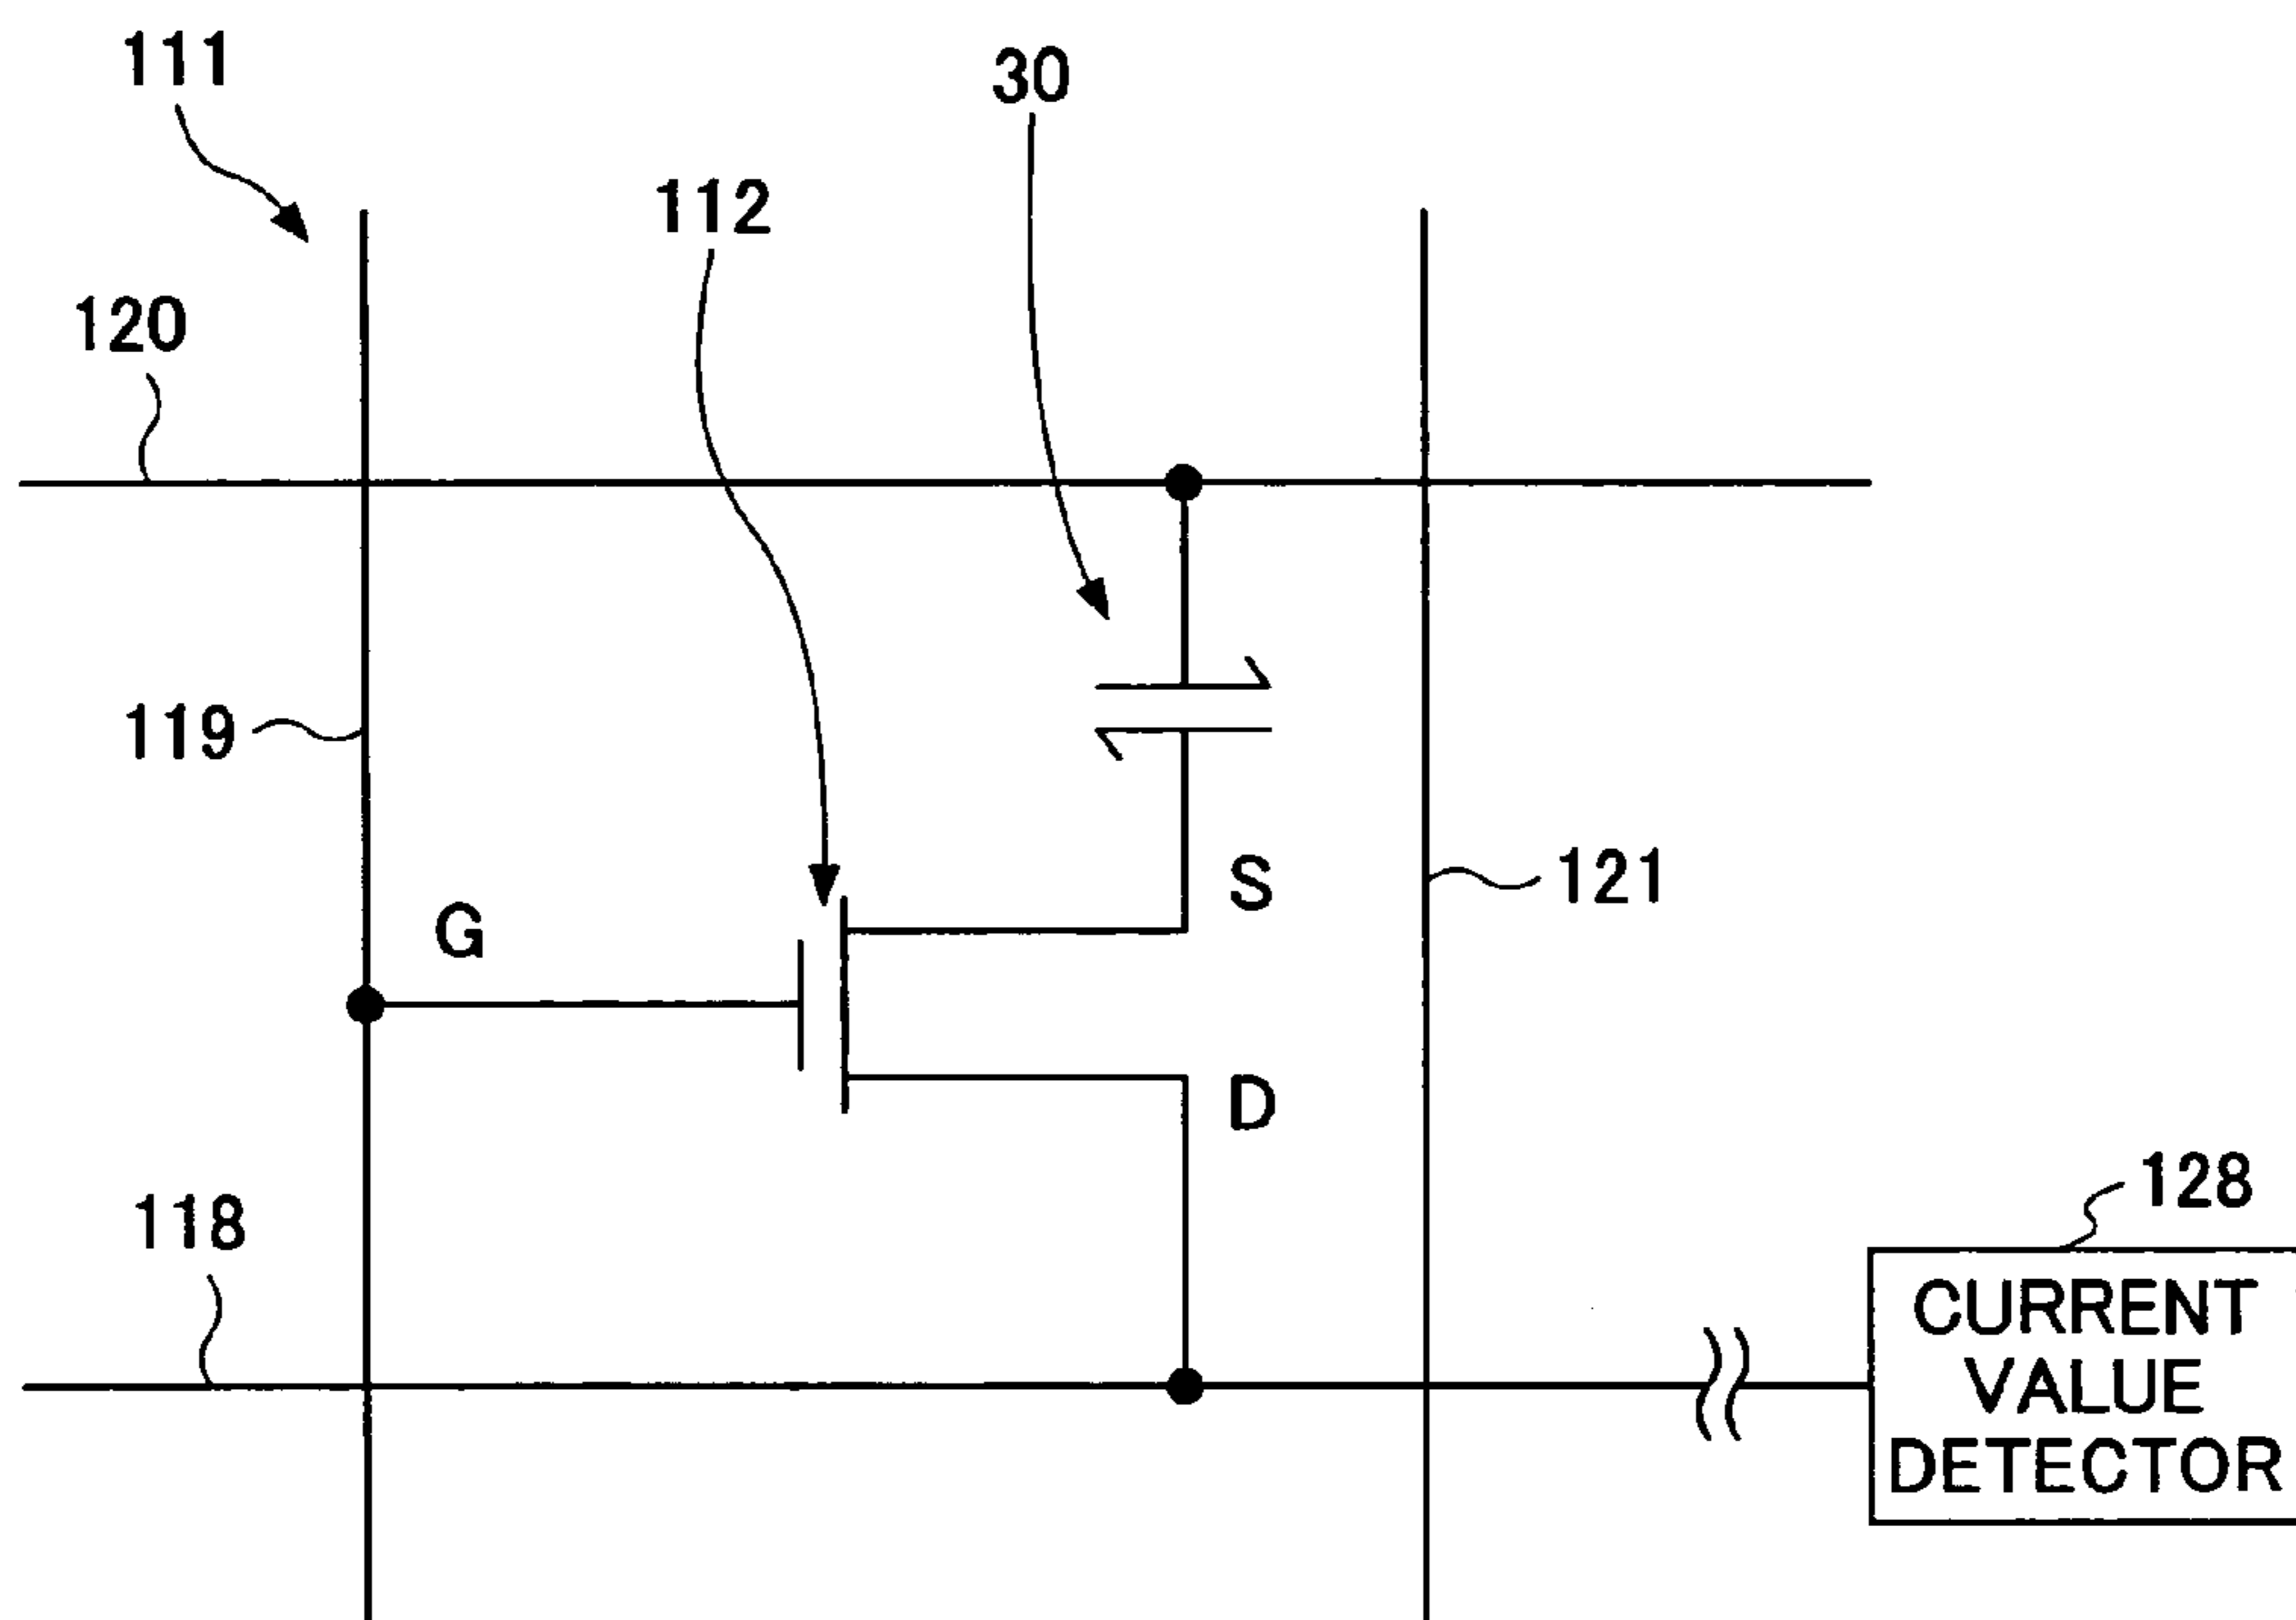 111
30
112
120
119
S
121
G
D
118
128
CURRENT
VALUE
DETECTOR